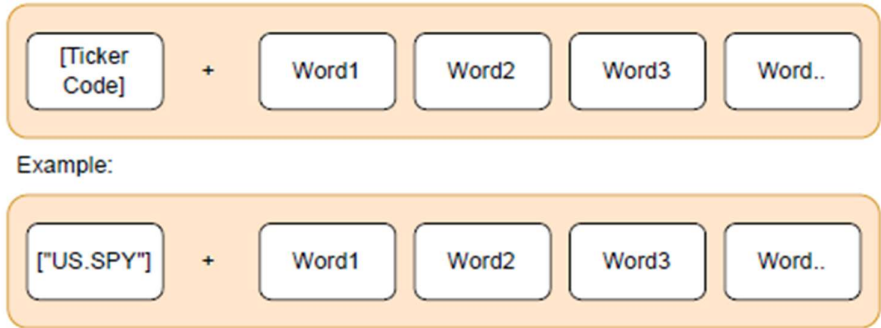 [Ticker
Code] + Word1 Word2 Word3 Word..
Example:
["US.SPY"] + Word1 Word2 Word3 Word..